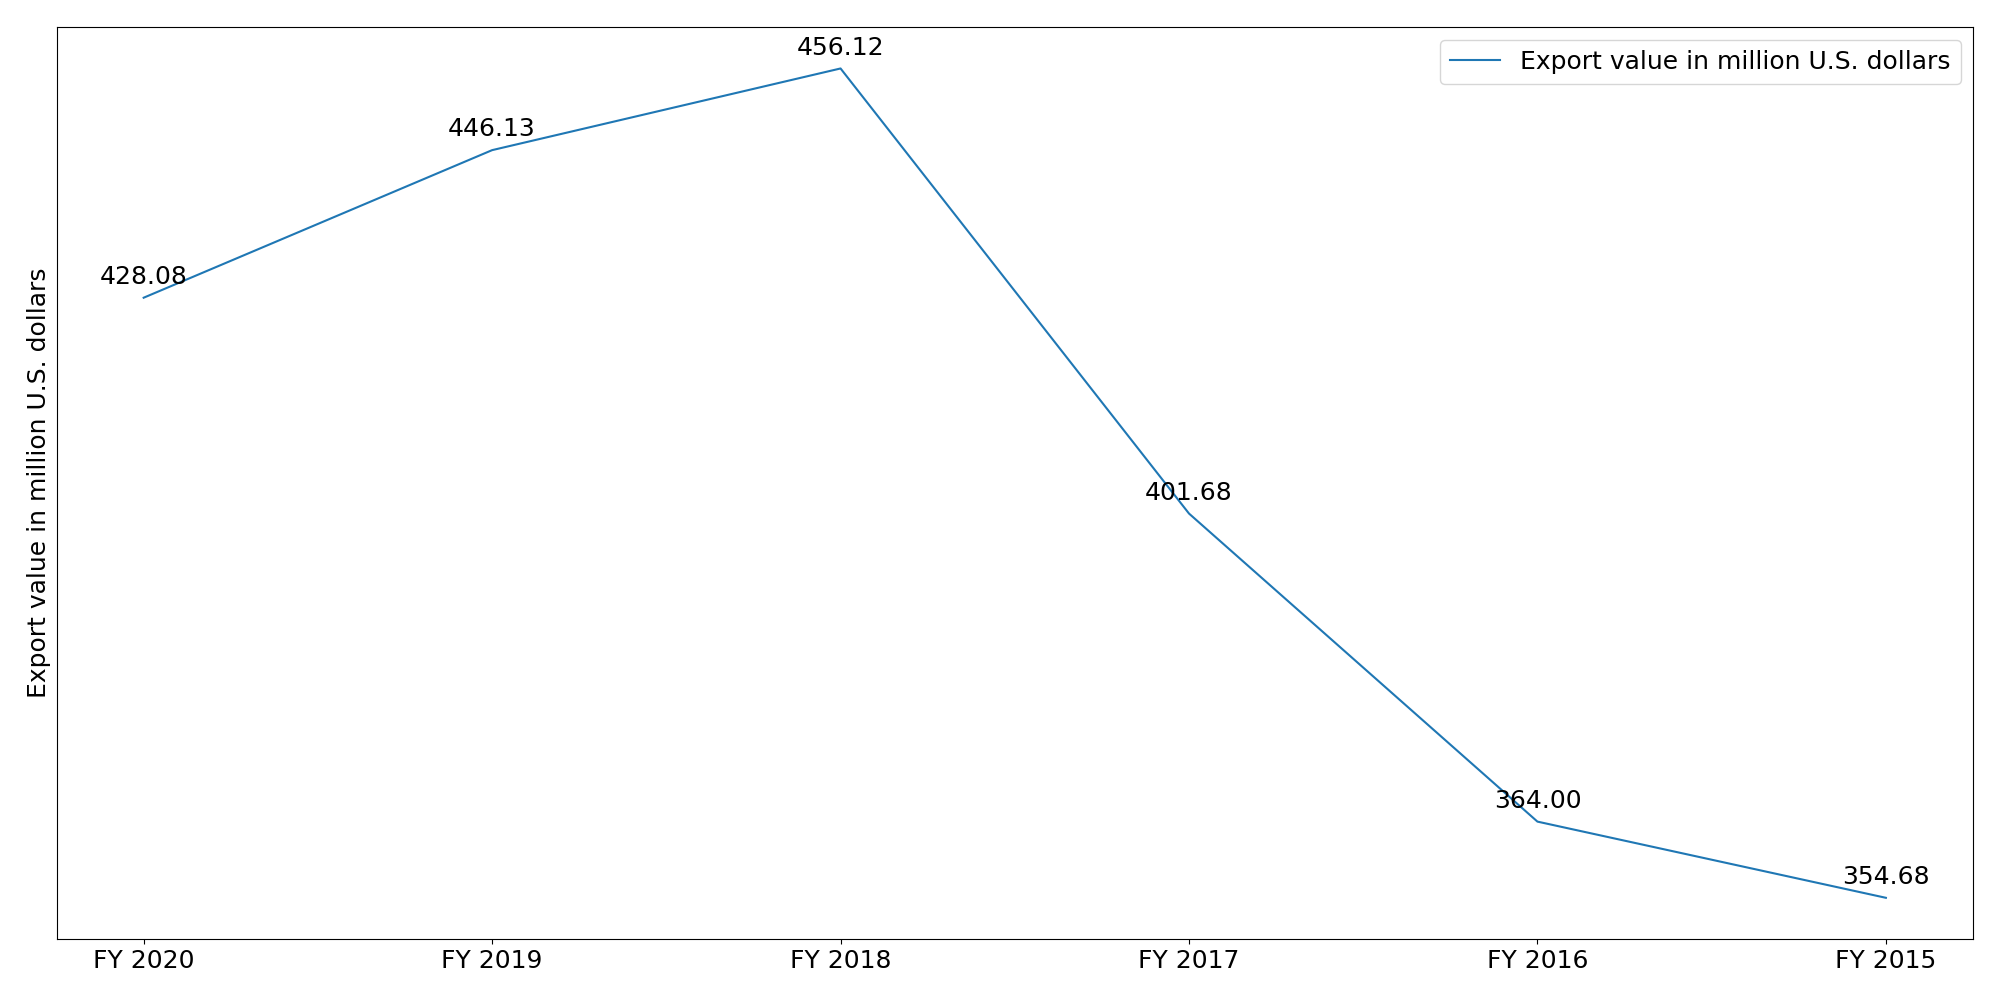 Export value in million U.S. dollars
456.12
446.13
428.08
401.68
364.00
354.68
Export value in million U.S. dollars
FY 2020
FY 2019
FY 2018
FY 2017
FY 2016
FY 2015